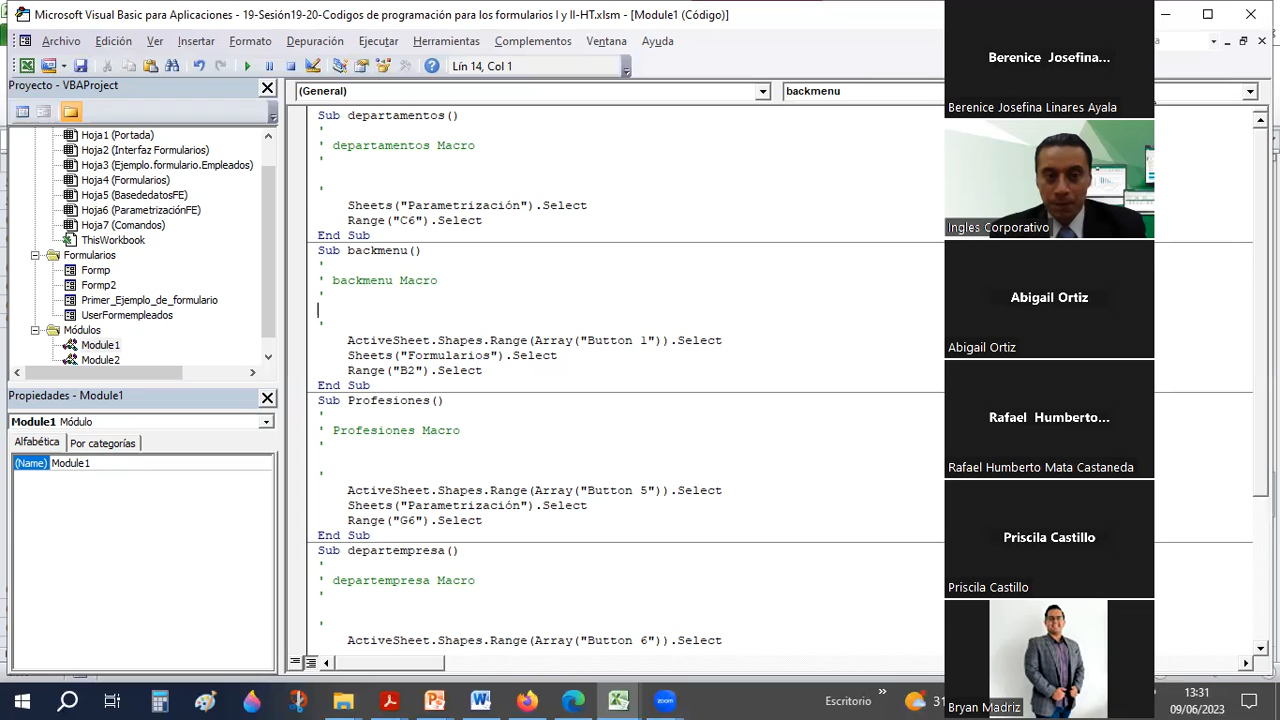 Microsoft Visual Basic para Aplicaciones - 19-Sesión19-20-Codigos de programación para los formularios I y II-HT.xlsm - [Module1 (Código)]
Archivo Edición Ver Insertar Formato Depuración Ejecutar Herramientas Complementos Ventana Ayuda
Lín 14, Col 1
Proyecto - VBAProject
Hoja1 (Portada)
Hoja2 (Interfaz Formularios)
Hoja3 (Ejemplo.formulario.Empleados)
Hoja4 (Formularios)
Hoja5 (BasededatosFE)
Hoja6 (ParametrizaciónFE)
Hoja7 (Comandos)
ThisWorkbook
Formularios
Formp
Formp2
Primer_Ejemplo_de_formulario
UserFormempleados
Módulos
Module1
Module2
Propiedades - Module1
Module1 Módulo
Alfabética Por categorías
(Name) Module1
(General) backmenu
Sub departamentos()
'
' departamentos Macro
'
'
Sheets("Parametrización").Select
Range("C6").Select
End Sub
Sub backmenu()
'
' backmenu Macro
'
'
ActiveSheet.Shapes.Range(Array("Button 1")).Select
Sheets("Formularios").Select
Range("B2").Select
End Sub
Sub Profesiones()
'
' Profesiones Macro
'
'
ActiveSheet.Shapes.Range(Array("Button 5")).Select
Sheets("Parametrización").Select
Range("G6").Select
End Sub
Sub departempresa()
'
' departempresa Macro
'
'
ActiveSheet.Shapes.Range(Array("Button 6")).Select
Berenice Josefina...
Berenice Josefina Linares Ayala
Ingles Corporativo
Abigail Ortiz
Abigail Ortiz
Rafael Humberto...
Rafael Humberto Mata Castaneda
Priscila Castillo
Priscila Castillo
Bryan Madriz
zoom
Escritorio
»
31
13:31
09/06/2023